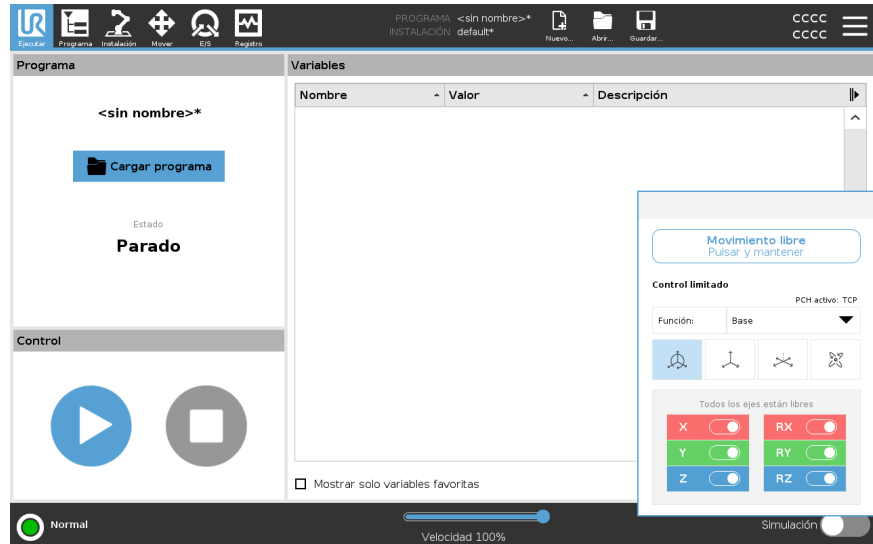 UR
Ejecutar Programa Instalación Mover E/S Registro
PROGRAMA <sin nombre>*
INSTALACIÓN default*
Nuevo... Abrir... Guardar...
cccc
cccc
Programa
<sin nombre>*
Cargar programa
Estado
Parado
Control
Variables
Nombre Valor Descripción
Mostrar solo variables favoritas
Movimiento libre
Pulsar y mantener
Control limitado
PCH activo: TCP
Función: Base
Todos los ejes están libres
X RX
Y RY
Z RZ
Normal
Velocidad 100%
Simulación